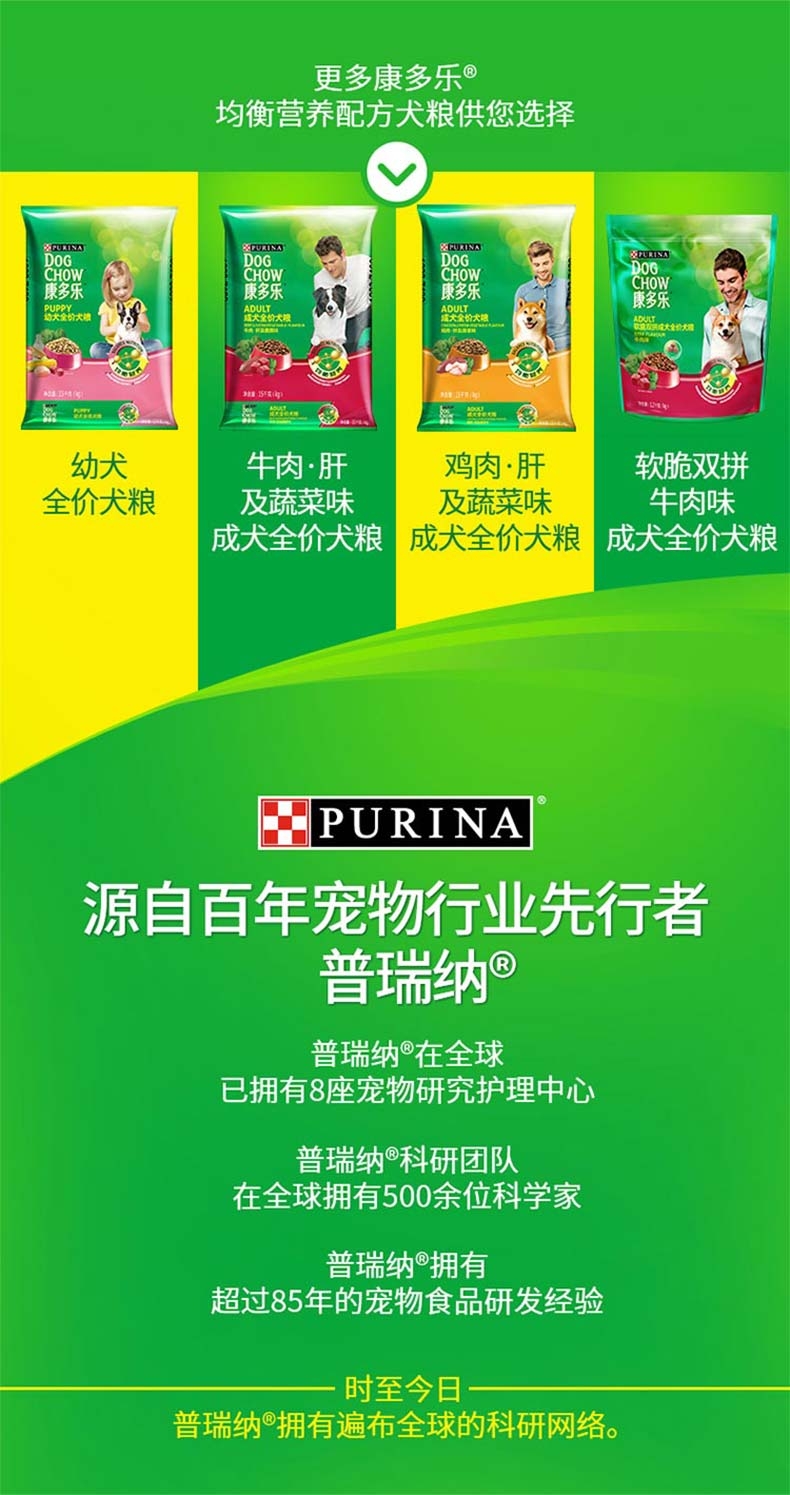 更多康多乐®
均衡营养配方犬粮供您选择
PURINA
DOG
CHOW
康多乐
PUPPY
幼犬全价犬粮
PURINA
DOG
CHOW
康多乐
ADULT
成犬全价犬粮
PURINA
DOG
CHOW
康多乐
ADULT
成犬全价犬粮
PURINA
DOG
CHOW
康多乐
ADULT
软脆双拼成犬全价犬粮
幼犬
全价犬粮
牛肉·肝
及蔬菜味
成犬全价犬粮
鸡肉·肝
及蔬菜味
成犬全价犬粮
软脆双拼
牛肉味
成犬全价犬粮
PURINA®
源自百年宠物行业先行者
普瑞纳®
普瑞纳®在全球
已拥有8座宠物研究护理中心
普瑞纳®科研团队
在全球拥有500余位科学家
普瑞纳®拥有
超过85年的宠物食品研发经验
时至今日
普瑞纳®拥有遍布全球的科研网络。